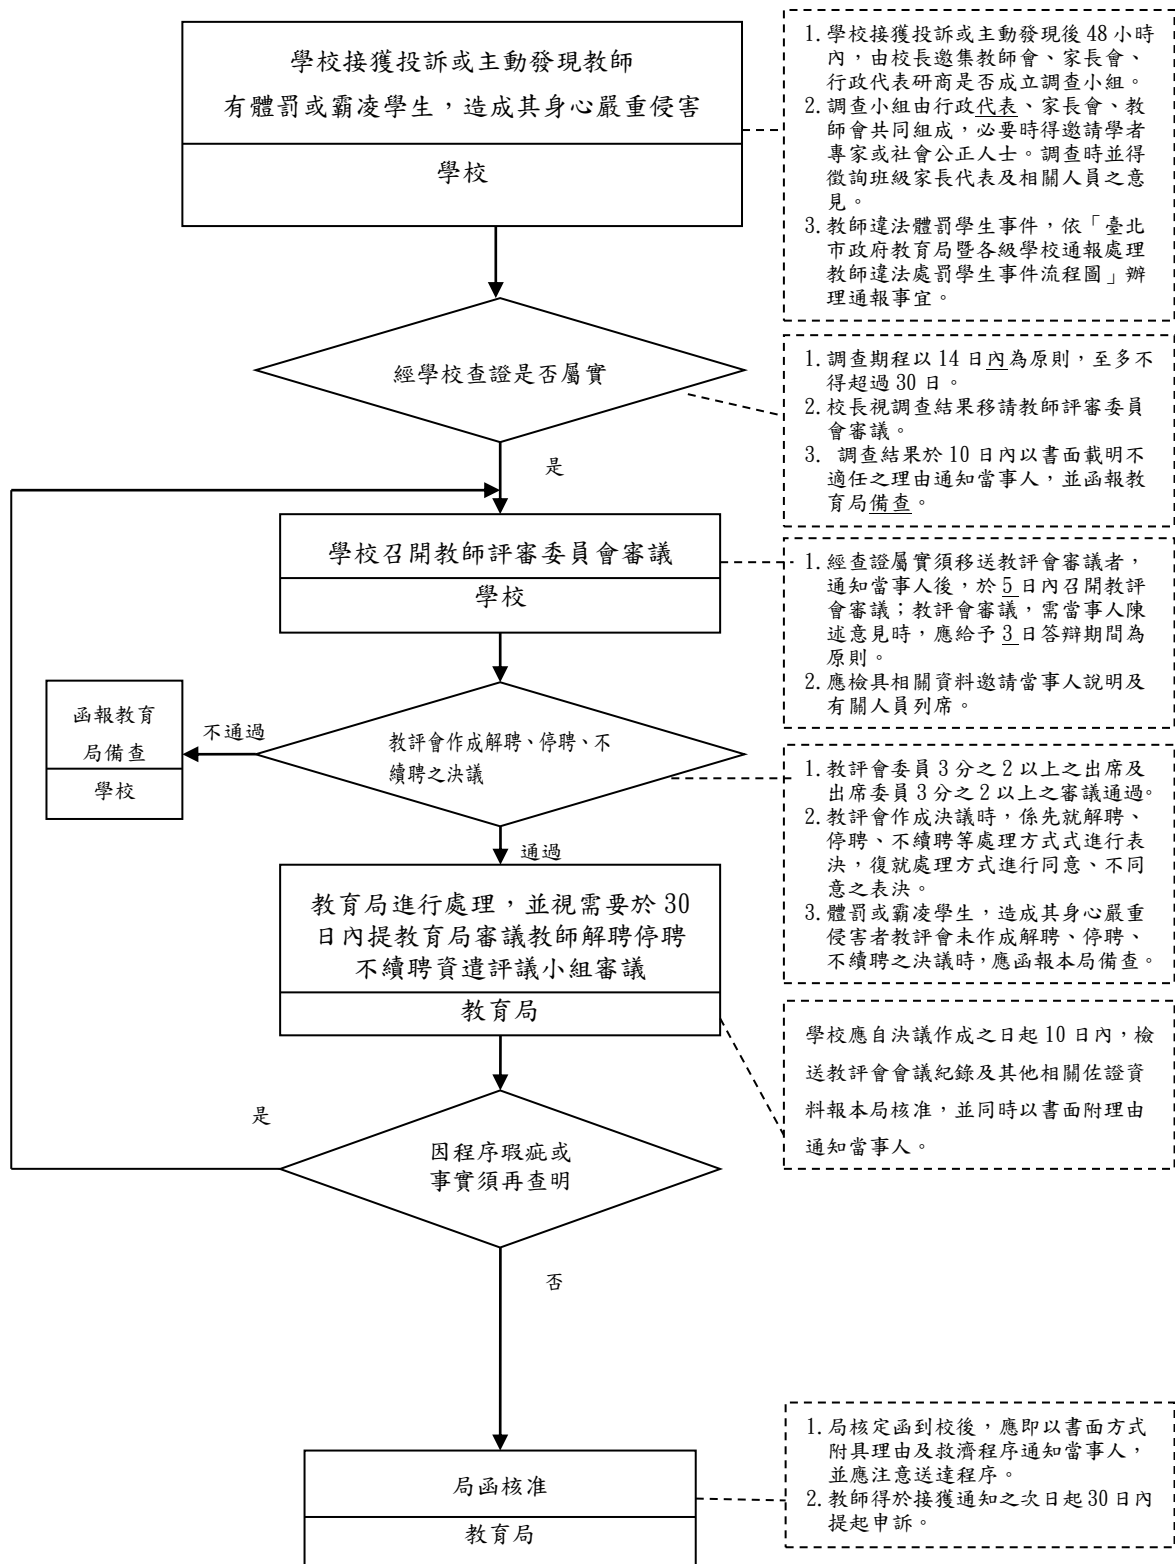 學校接獲投訴或主動發現教師
有體罰或霸凌學生，造成其身心嚴重侵害
學校
1. 學校接獲投訴或主動發現後 48 小時
內，由校長邀集教師會、家長會、
行政代表研商是否成立調查小組。
2. 調查小組由行政代表、家長會、教
師會共同組成，必要時得邀請學者
專家或社會公正人士。調查時並得
徵詢班級家長代表及相關人員之意
見。
3. 教師違法體罰學生事件，依「臺北
市政府教育局暨各級學校通報處理
教師違法處罰學生事件流程圖」辦
理通報事宜。
經學校查證是否屬實
1. 調查期程以 14 日內為原則，至多不
得超過 30 日。
2. 校長視調查結果移請教師評審委員
會審議。
3. 調查結果於 10 日內以書面載明不
適任之理由通知當事人，並函報教
育局備查。
是
學校召開教師評審委員會審議
學校
1. 經查證屬實須移送教評會審議者，
通知當事人後，於 5 日內召開教評
會審議；教評會審議，需當事人陳
述意見時，應給予 3 日答辯期間為
原則。
2. 應檢具相關資料邀請當事人說明及
有關人員列席。
函報教育
局備查
學校
不通過
教評會作成解聘、停聘、不
續聘之決議
1. 教評會委員 3 分之 2 以上之出席及
出席委員 3 分之 2 以上之審議通過。
2. 教評會作成決議時，係先就解聘、
停聘、不續聘等處理方式式進行表
決，復就處理方式進行同意、不同
意之表決。
3. 體罰或霸凌學生，造成其身心嚴重
侵害者教評會未作成解聘、停聘、
不續聘之決議時，應函報本局備查。
通過
教育局進行處理，並視需要於 30
日內提教育局審議教師解聘停聘
不續聘資遣評議小組審議
教育局
學校應自決議作成之日起 10 日內，檢
送教評會會議紀錄及其他相關佐證資
料報本局核准，並同時以書面附理由
通知當事人。
是
因程序瑕疵或
事實須再查明
否
局函核准
教育局
1. 局核定函到校後，應即以書面方式
附具理由及救濟程序通知當事人，
並應注意送達程序。
2. 教師得於接獲通知之次日起 30 日內
提起申訴。